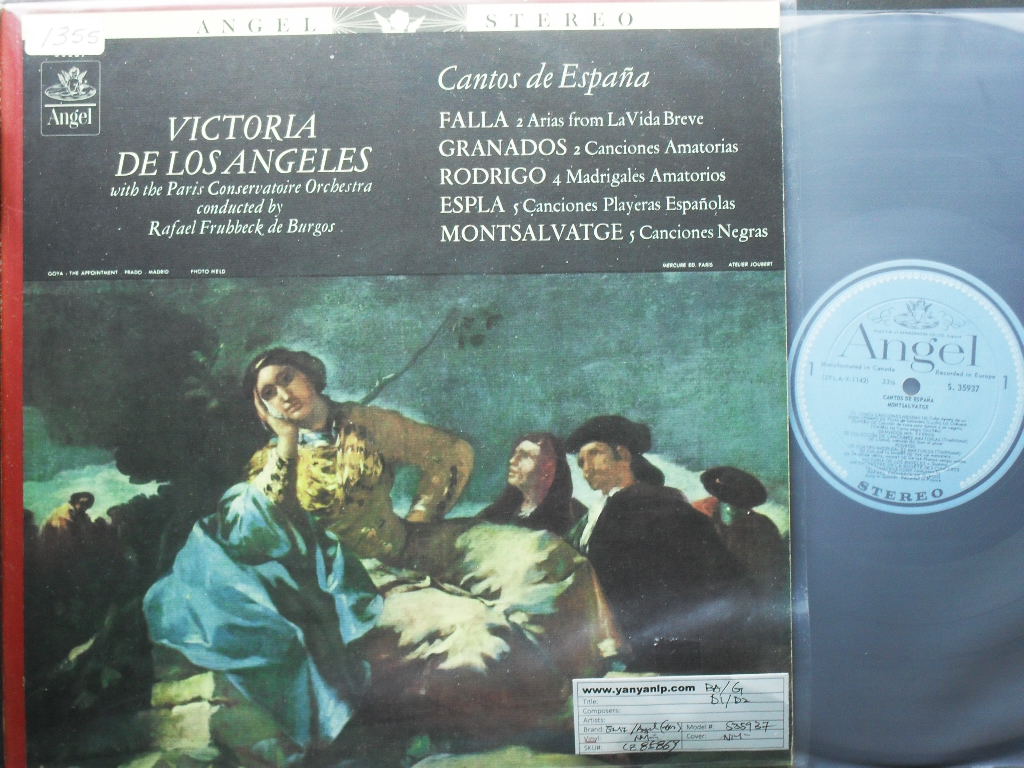 ANGEL STEREO
1355
Angel
VICTORIA
DE LOS ANGELES
with the Paris Conservatoire Orchestra
conducted by
Rafael Fruhbeck de Burgos
Cantos de España
FALLA 2 Arias from La Vida Breve
GRANADOS 2 Canciones Amatorias
RODRIGO 4 Madrigales Amatorios
ESPLA 5 Canciones Playeras Españolas
MONTSALVATGE 5 Canciones Negras
GOYA · THE APPOINTMENT PRADO · MADRID PHOTO HELD
MERCURE ED. PARIS ATELIER JOUBERT
Angel
1 Manufactured in Canada Recorded in Europe 1
33⅓ S. 35937
CANTOS DE ESPAÑA
MONTSALVATGE
STEREO
www.yanyanlp.com
Title: D1/D2
Composers:
Artists:
Brand: Model # S35937
Vinyl: Cover: NM-
SKU#: